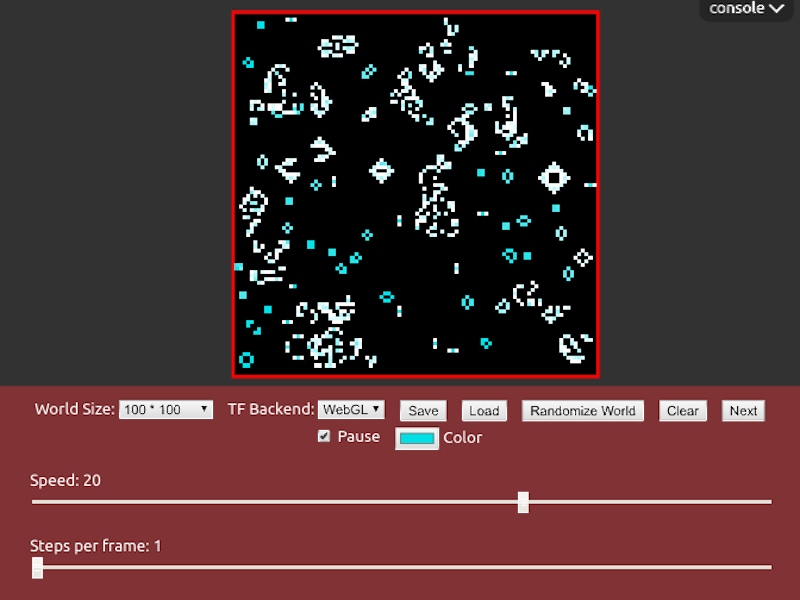 console
World Size: 100 * 100 TF Backend: WebGL Save Load Randomize World Clear Next
Pause Color
Speed: 20
Steps per frame: 1